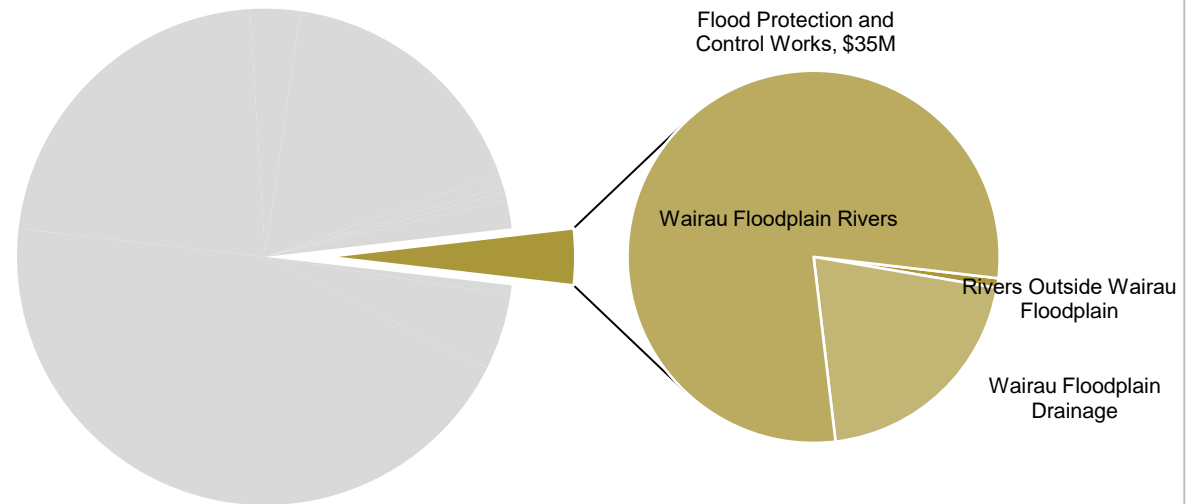 Flood Protection and
Control Works, $35M
Wairau Floodplain Rivers
Rivers Outside Wairau
Floodplain
Wairau Floodplain
Drainage